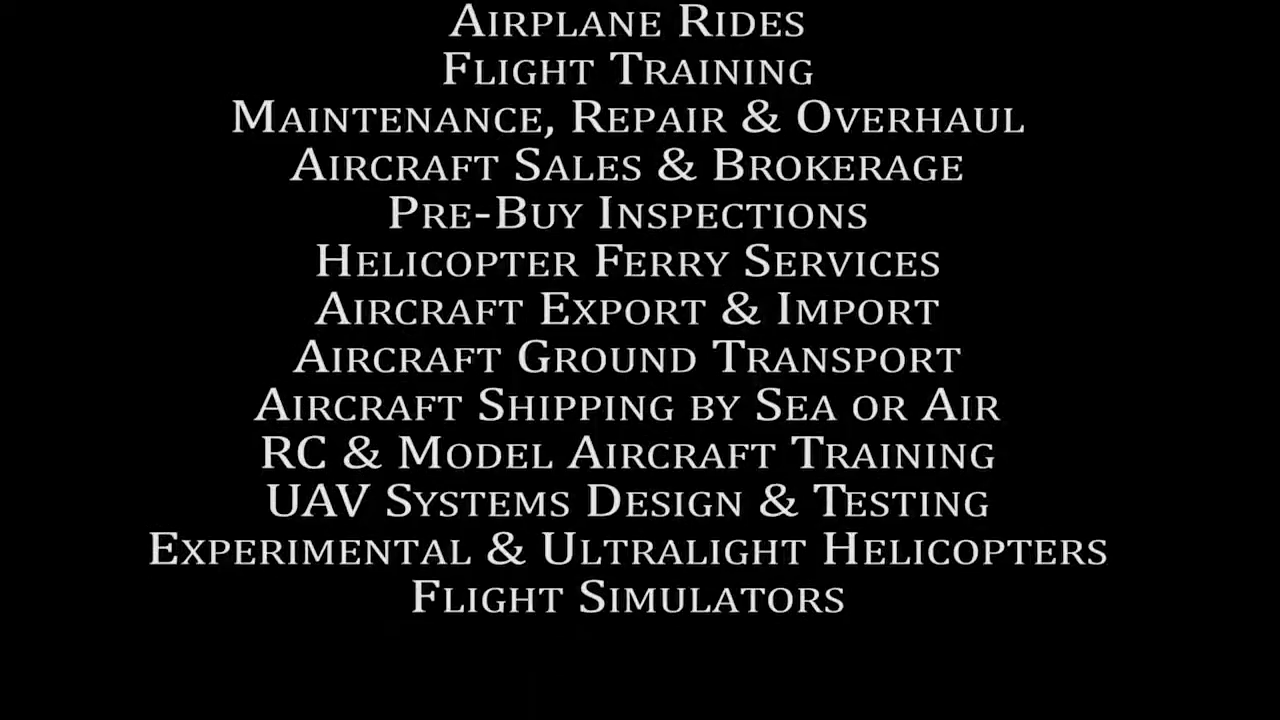 Airplane Rides
Flight Training
Maintenance, Repair & Overhaul
Aircraft Sales & Brokerage
Pre-Buy Inspections
Helicopter Ferry Services
Aircraft Export & Import
Aircraft Ground Transport
Aircraft Shipping by Sea or Air
RC & Model Aircraft Training
UAV Systems Design & Testing
Experimental & Ultralight Helicopters
Flight Simulators